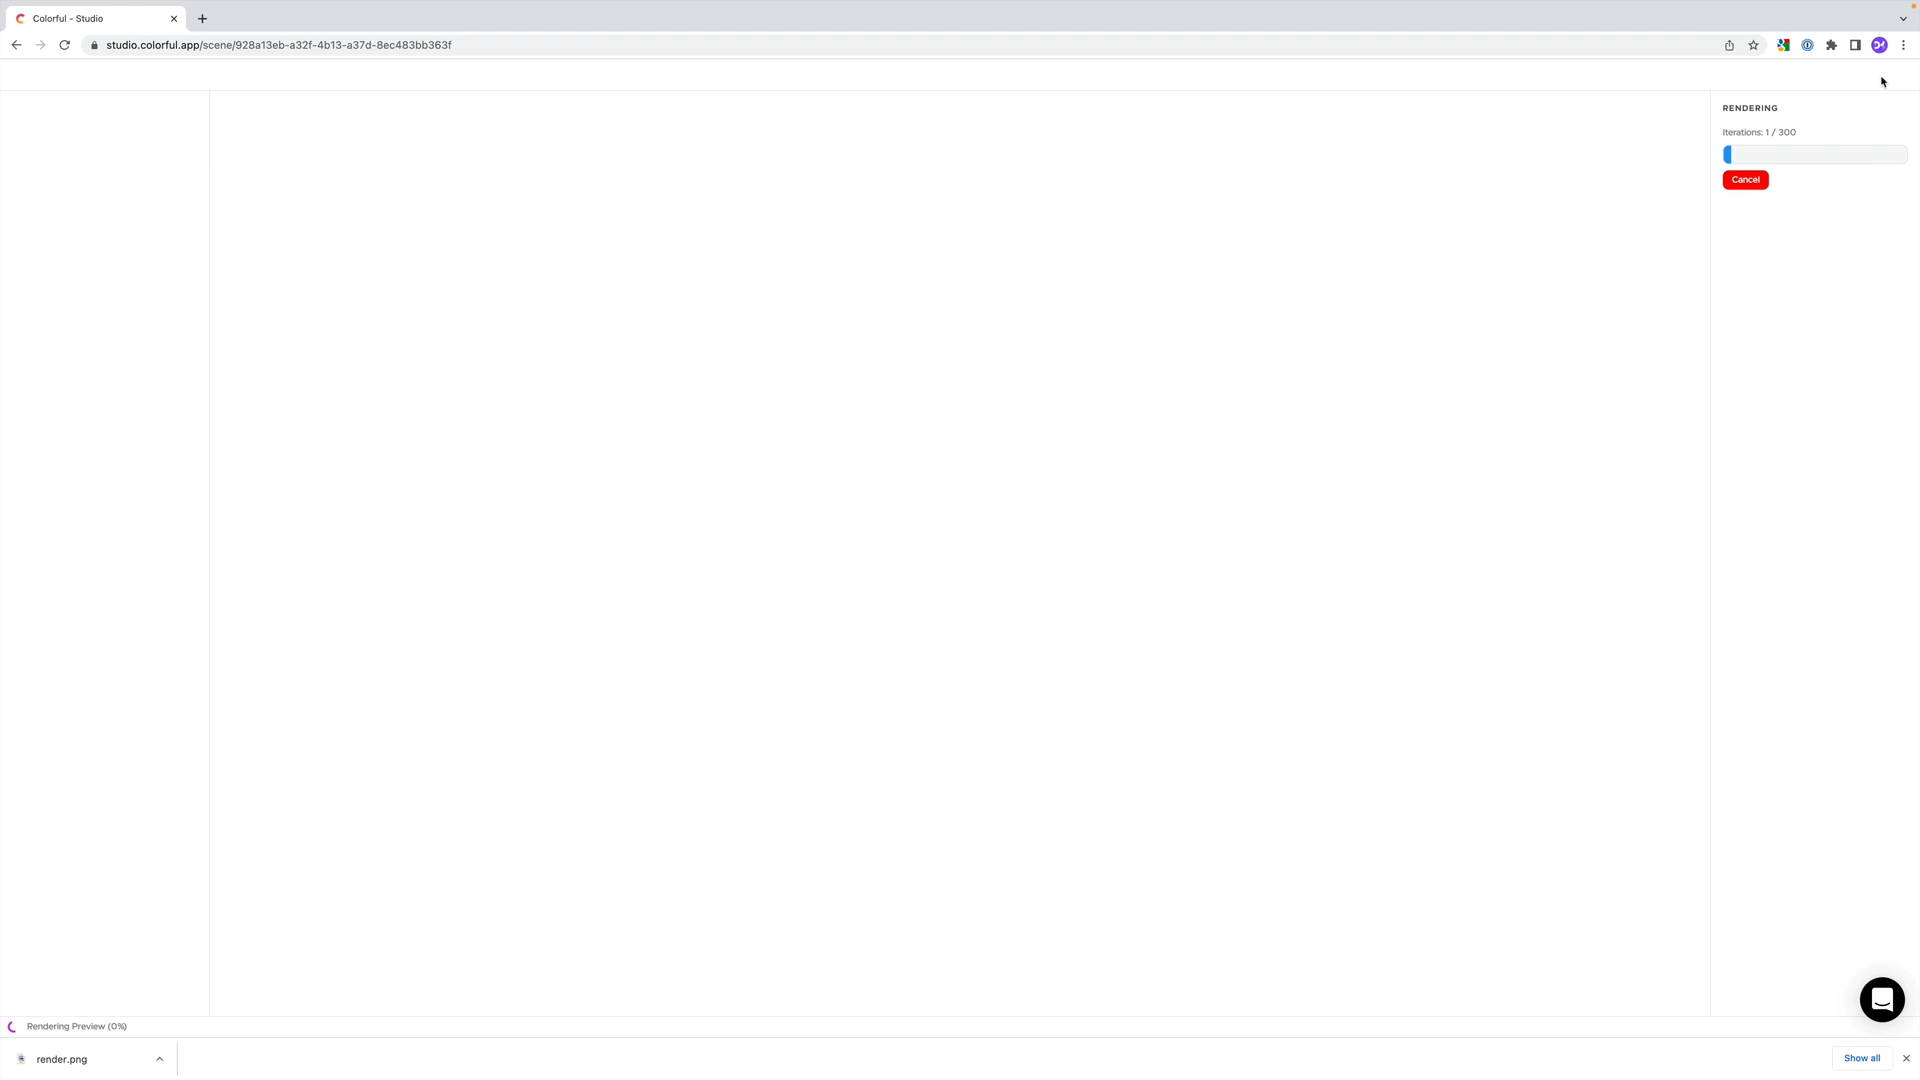 Colorful - Studio
studio.colorful.app/scene/928a13eb-a32f-4b13-a37d-8ec483bb363f
RENDERING
Iterations: 1 / 300
Cancel
Rendering Preview (0%)
render.png
Show all